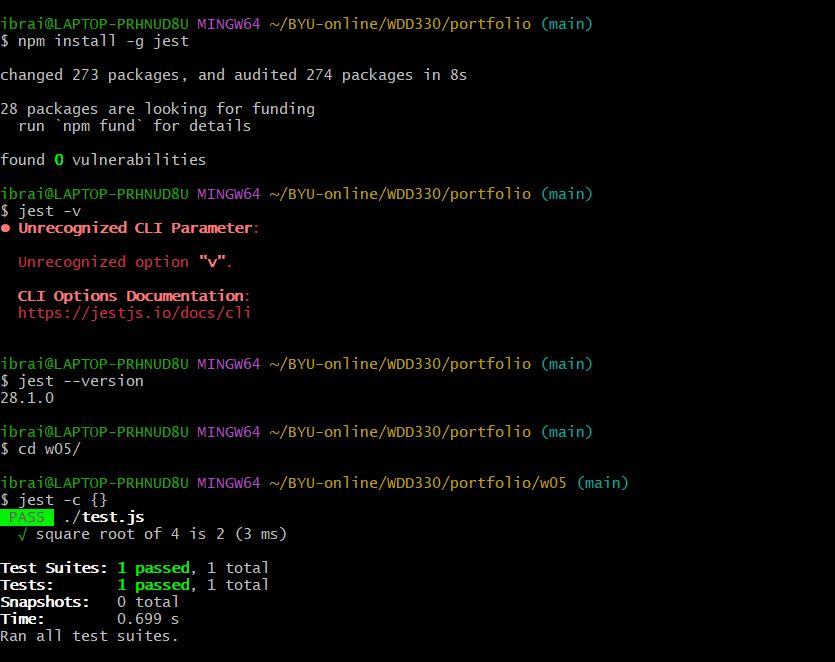 ibrai@LAPTOP-PRHNUD8U MINGW64 ~/BYU-online/WDD330/portfolio (main)
$ npm install -g jest
changed 273 packages, and audited 274 packages in 8s
28 packages are looking for funding
  run `npm fund` for details
found 0 vulnerabilities
ibrai@LAPTOP-PRHNUD8U MINGW64 ~/BYU-online/WDD330/portfolio (main)
$ jest -v
● Unrecognized CLI Parameter:
  Unrecognized option "v".
  CLI Options Documentation:
  https://jestjs.io/docs/cli
ibrai@LAPTOP-PRHNUD8U MINGW64 ~/BYU-online/WDD330/portfolio (main)
$ jest --version
28.1.0
ibrai@LAPTOP-PRHNUD8U MINGW64 ~/BYU-online/WDD330/portfolio (main)
$ cd w05/
ibrai@LAPTOP-PRHNUD8U MINGW64 ~/BYU-online/WDD330/portfolio/w05 (main)
$ jest -c {}
PASS ./test.js
  √ square root of 4 is 2 (3 ms)
Test Suites: 1 passed, 1 total
Tests:       1 passed, 1 total
Snapshots:   0 total
Time:        0.699 s
Ran all test suites.